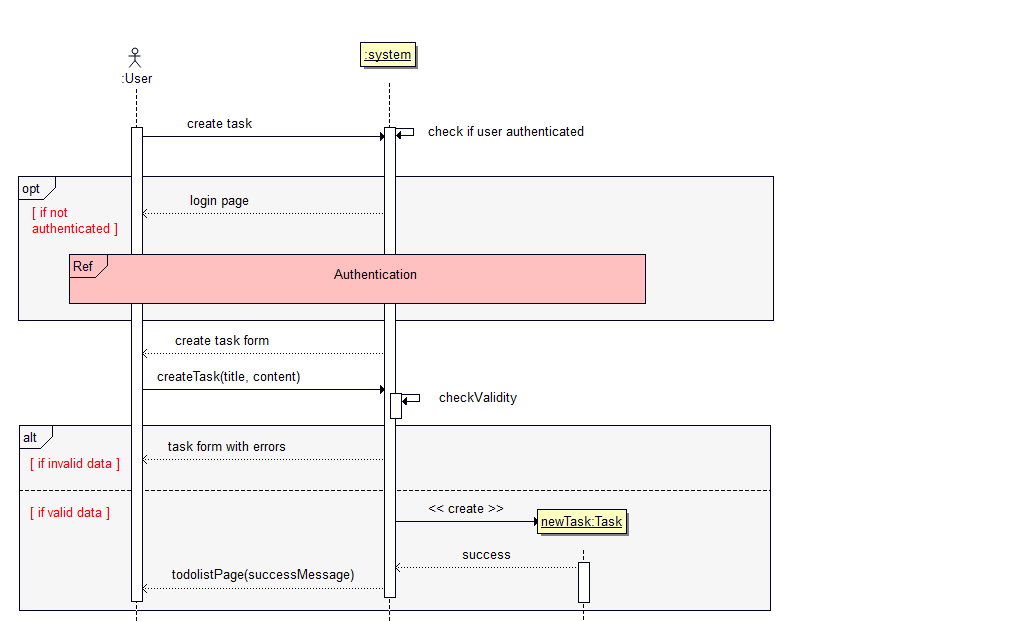 :system
:User
create task
check if user authenticated
opt
login page
[ if not
authenticated ]
Ref
Authentication
create task form
createTask(title, content)
checkValidity
alt
task form with errors
[ if invalid data ]
[ if valid data ]
<< create >>
newTask:Task
success
todolistPage(successMessage)